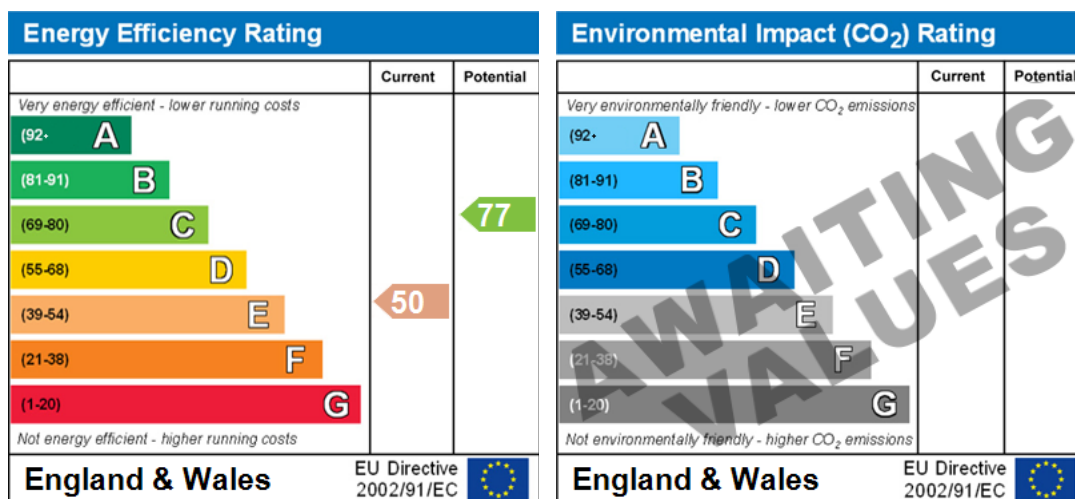 Energy Efficiency Rating
Current Potential
Very energy efficient - lower running costs
(92+ A
(81-91) B
(69-80) C
77
(55-68) D
(39-54) E
50
(21-38) F
(1-20) G
Not energy efficient - higher running costs
England & Wales
EU Directive
2002/91/EC
Environmental Impact (CO₂) Rating
Current Potential
Very environmentally friendly - lower CO₂ emissions
(92+ A
(81-91) B
(69-80) C
(55-68) D
(39-54) E
(21-38) F
(1-20) G
AWAITING
VALUES
Not environmentally friendly - higher CO₂ emissions
England & Wales
EU Directive
2002/91/EC